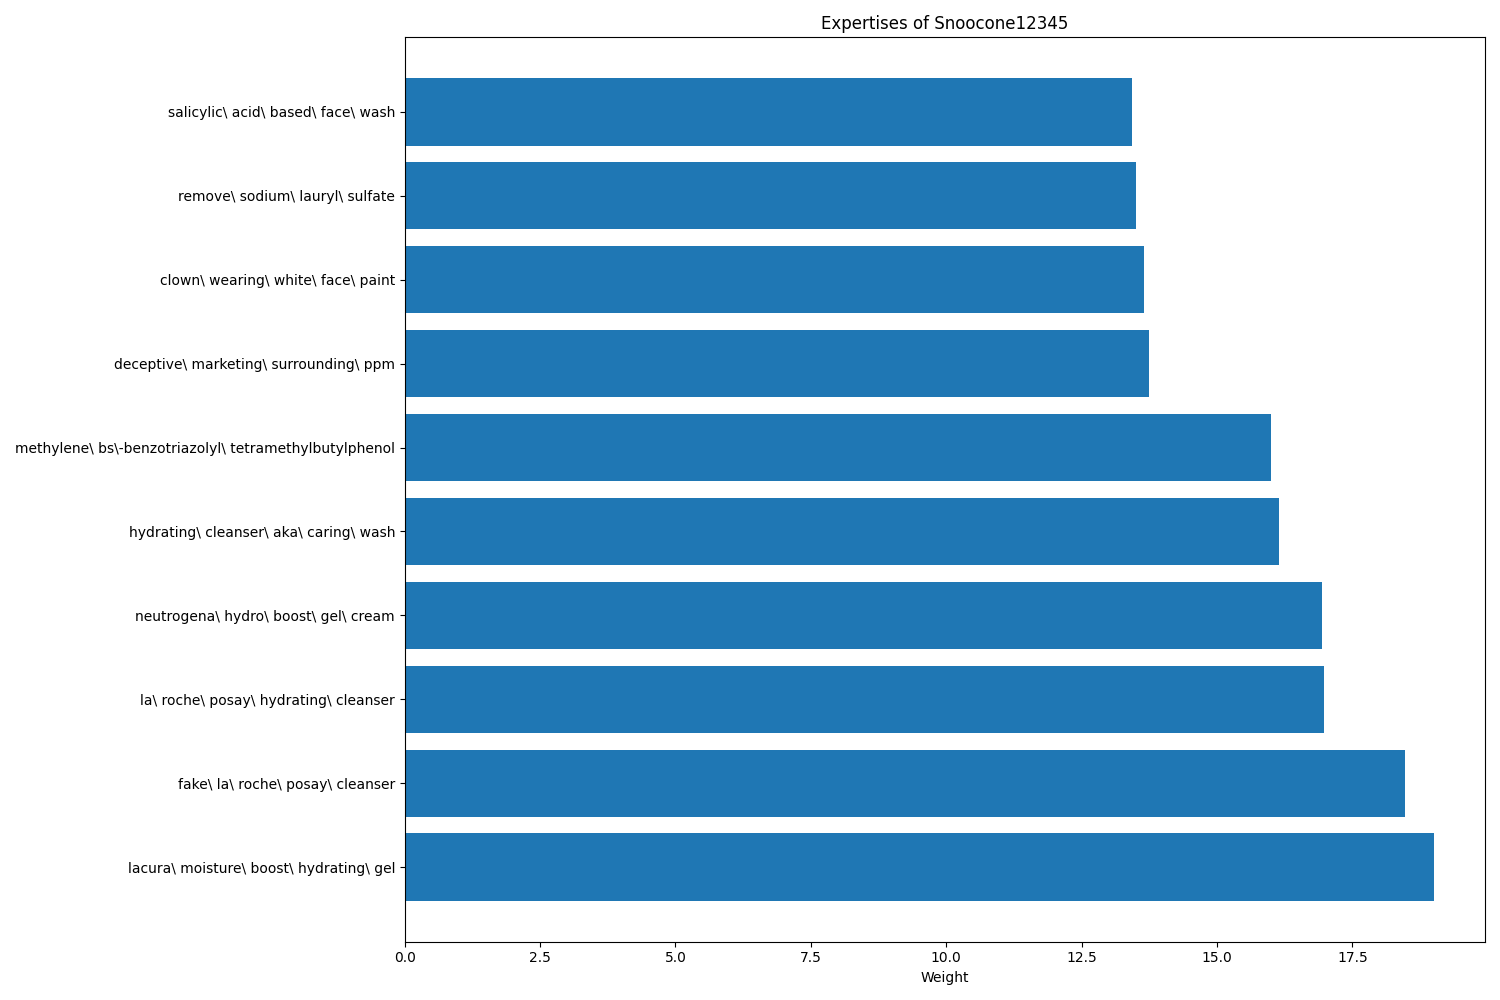 Expertises of Snoocone12345
salicylic\ acid\ based\ face\ wash
remove\ sodium\ lauryl\ sulfate
clown\ wearing\ white\ face\ paint
deceptive\ marketing\ surrounding\ ppm
methylene\ bs\-benzotriazolyl\ tetramethylbutylphenol
hydrating\ cleanser\ aka\ caring\ wash
neutrogena\ hydro\ boost\ gel\ cream
la\ roche\ posay\ hydrating\ cleanser
fake\ la\ roche\ posay\ cleanser
lacura\ moisture\ boost\ hydrating\ gel
0.0 2.5 5.0 7.5 10.0 12.5 15.0 17.5
Weight